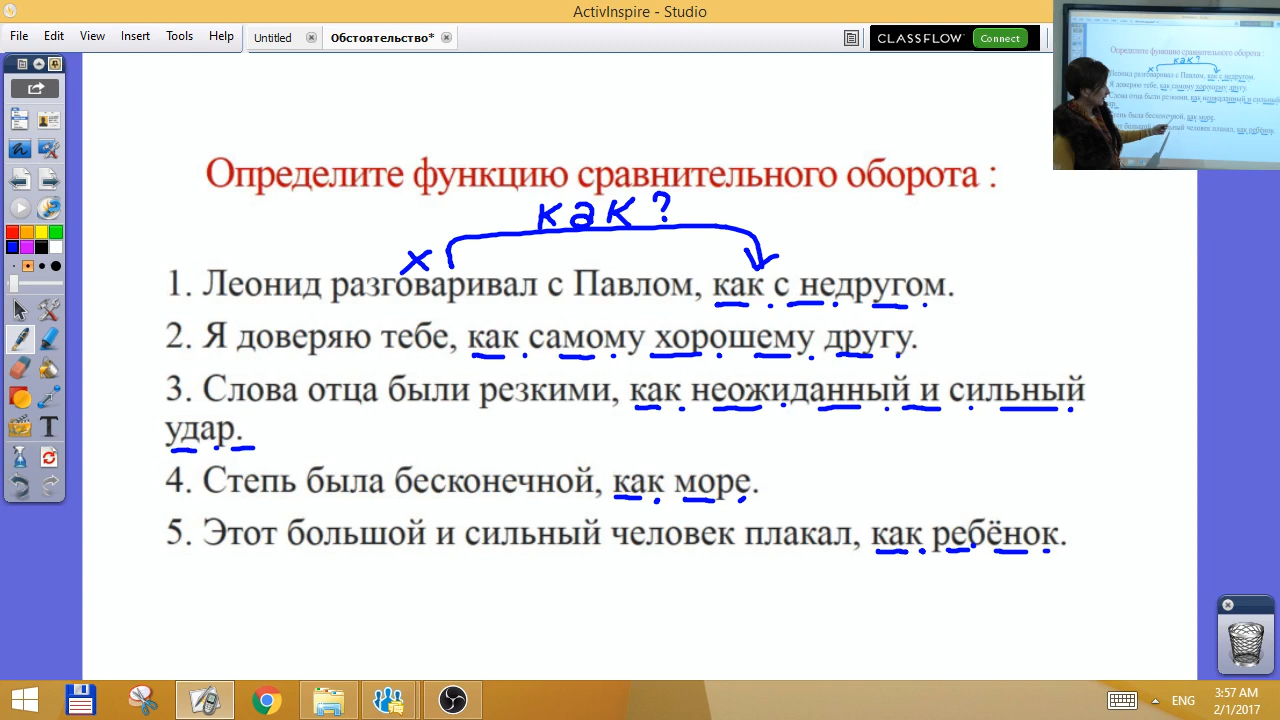 ActivInspire - Studio
File Edit View Insert Tools Help
Untitled
Обстоятельство*
CLASSFLOW Connect
Определите функцию сравнительного оборота :
как?
х
1. Леонид разговаривал с Павлом, как с недругом.
2. Я доверяю тебе, как самому хорошему другу.
3. Слова отца были резкими, как неожиданный и сильный
удар.
4. Степь была бесконечной, как море.
5. Этот большой и сильный человек плакал, как ребёнок.
T
ENG
3:57 AM
2/1/2017